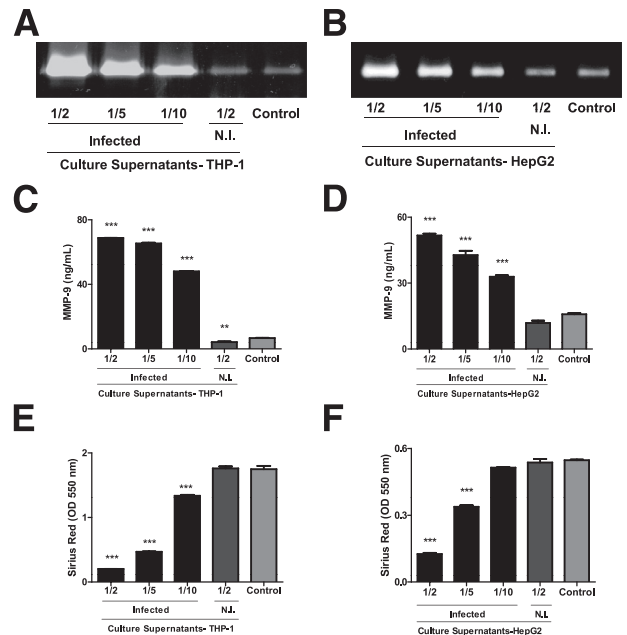 A
B
1/2 1/5 1/10 1/2 Control
Infected N.I.
Culture Supernatants- THP-1
1/2 1/5 1/10 1/2 Control
Infected N.I.
Culture Supernatants- HepG2
C
D
MMP-9 (ng/mL)
80
40
0
*** *** *** **
1/2 1/5 1/10 1/2 Control
Infected N.I.
Culture Supernatants- THP-1
MMP-9 (ng/mL)
60
30
0
*** *** ***
1/2 1/5 1/10 1/2 Control
Infected N.I.
Culture Supernatants-HepG2
E
F
Sirius Red (OD 550 nm)
2
1
0
*** *** ***
1/2 1/5 1/10 1/2 Control
Infected N.I.
Culture Supernatants- THP-1
Sirius Red (OD 550 nm)
0.6
0.3
0.0
*** ***
1/2 1/5 1/10 1/2 Control
Infected N.I.
Culture Supernatants-HepG2